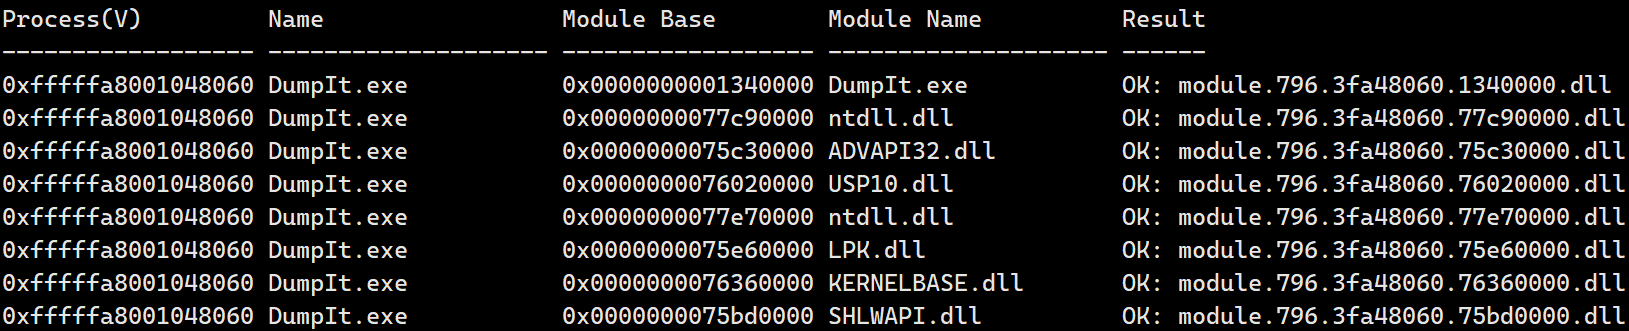 Process(V)         Name                 Module Base        Module Name          Result
------------------ -------------------- ------------------ -------------------- ------
0xfffffa8001048060 DumpIt.exe           0x0000000001340000 DumpIt.exe           OK: module.796.3fa48060.1340000.dll
0xfffffa8001048060 DumpIt.exe           0x0000000077c90000 ntdll.dll            OK: module.796.3fa48060.77c90000.dll
0xfffffa8001048060 DumpIt.exe           0x0000000075c30000 ADVAPI32.dll         OK: module.796.3fa48060.75c30000.dll
0xfffffa8001048060 DumpIt.exe           0x0000000076020000 USP10.dll            OK: module.796.3fa48060.76020000.dll
0xfffffa8001048060 DumpIt.exe           0x0000000077e70000 ntdll.dll            OK: module.796.3fa48060.77e70000.dll
0xfffffa8001048060 DumpIt.exe           0x0000000075e60000 LPK.dll              OK: module.796.3fa48060.75e60000.dll
0xfffffa8001048060 DumpIt.exe           0x0000000076360000 KERNELBASE.dll       OK: module.796.3fa48060.76360000.dll
0xfffffa8001048060 DumpIt.exe           0x0000000075bd0000 SHLWAPI.dll          OK: module.796.3fa48060.75bd0000.dll